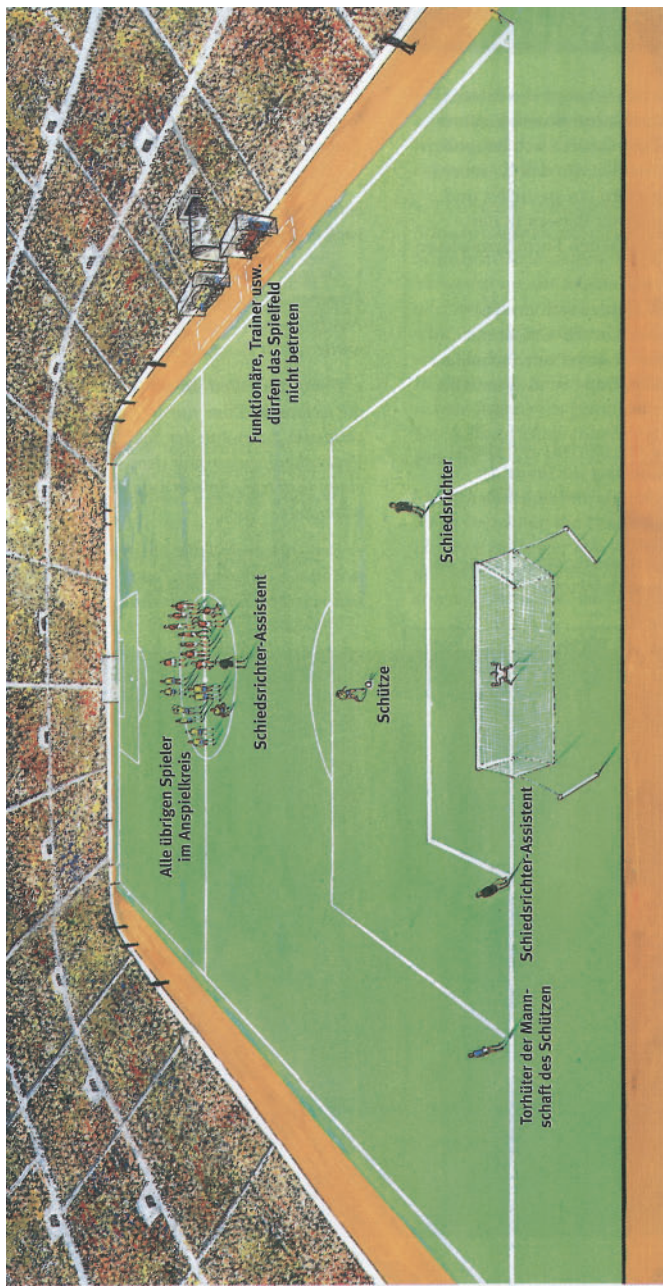 Alle übrigen Spieler
im Anspielkreis
Schiedsrichter-Assistent
Funktionäre, Trainer usw.
dürfen das Spielfeld
nicht betreten
Schütze
Schiedsrichter
Torhüter der Mann-
schaft des Schützen
Schiedsrichter-Assistent